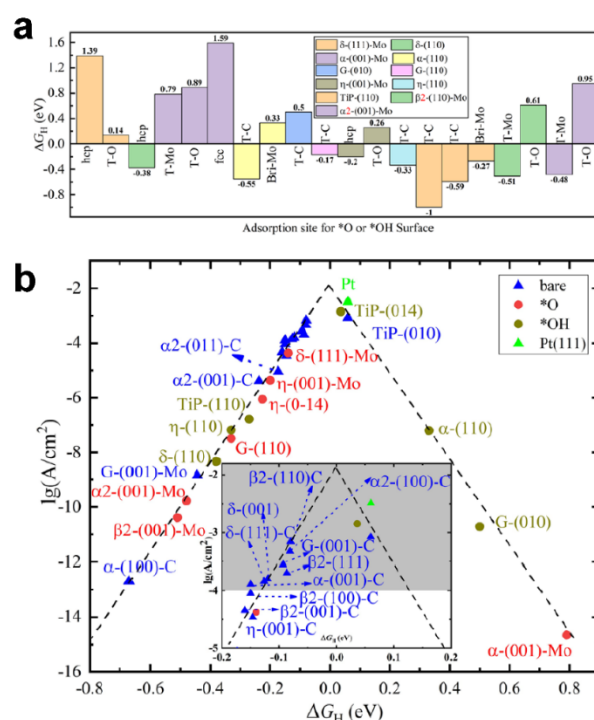 a
δ-(111)-Mo
δ-(110)
α-(001)-Mo
α-(110)
G-(010)
G-(110)
η-(001)-Mo
η-(110)
TiP-(110)
β2-(110)-Mo
α2-(001)-Mo
ΔG_H (eV)
1.6
1.2
0.8
0.4
0.0
-0.4
-0.8
1.39
0.14
-0.38
0.79
0.89
1.59
-0.55
0.33
0.5
-0.17
-0.2
0.26
-0.33
-1
-0.59
-0.27
-0.51
0.61
-0.48
0.95
hcp
T-O
hcp
T-Mo
T-O
fcc
T-C
Bri-Mo
T-C
T-C
hcp
T-O
T-C
T-C
T-C
Bri-Mo
T-Mo
T-O
T-Mo
T-O
Adsorption site for *O or *OH Surface
b
lg(A/cm²)
-2
-4
-6
-8
-10
-12
-14
-16
bare
*O
*OH
Pt(111)
Pt
TiP-(014)
TiP-(010)
α2-(011)-C
δ-(111)-Mo
α2-(001)-C
η-(001)-Mo
TiP-(110)
η-(0-14)
η-(110)
α-(110)
δ-(110)
G-(110)
G-(001)-Mo
α2-(001)-Mo
β2-(001)-Mo
α-(100)-C
G-(010)
α-(001)-Mo
β2-(110)-C
α2-(100)-C
δ-(001)
δ-(111)-C
G-(001)-C
β2-(111)
α-(001)-C
β2-(100)-C
β2-(001)-C
η-(001)-C
lg(A/cm²)
-2
-3
-4
-5
ΔG_H (eV)
-0.2
-0.1
0.0
0.1
0.2
-0.8 -0.6 -0.4 -0.2 0.0 0.2 0.4 0.6 0.8
ΔG_H (eV)